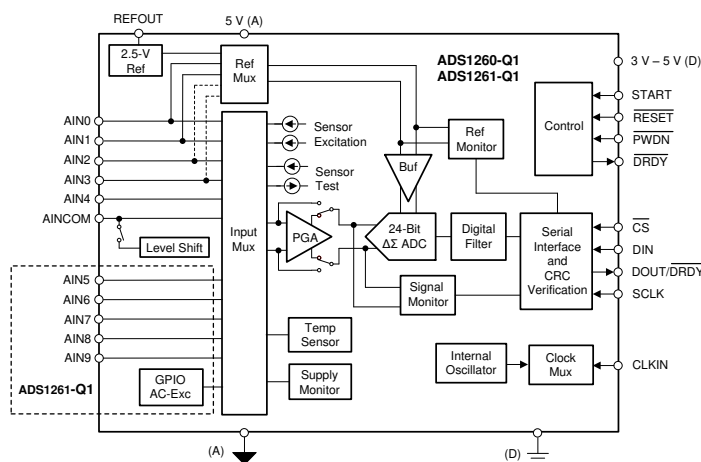 REFOUT
5 V (A)
2.5-V
Ref
Ref
Mux
ADS1260-Q1
ADS1261-Q1
3 V – 5 V (D)
START
RESET
PWDN
DRDY
Control
AIN0
AIN1
AIN2
AIN3
AIN4
AINCOM
Sensor
Excitation
Sensor
Test
Ref
Monitor
Buf
Level Shift
Input
Mux
PGA
24-Bit
ΔΣ ADC
Digital
Filter
Serial
Interface
and
CRC
Verification
CS
DIN
DOUT/DRDY
SCLK
Signal
Monitor
AIN5
AIN6
AIN7
AIN8
AIN9
ADS1261-Q1
GPIO
AC-Exc
Temp
Sensor
Supply
Monitor
Internal
Oscillator
Clock
Mux
CLKIN
(A)
(D)